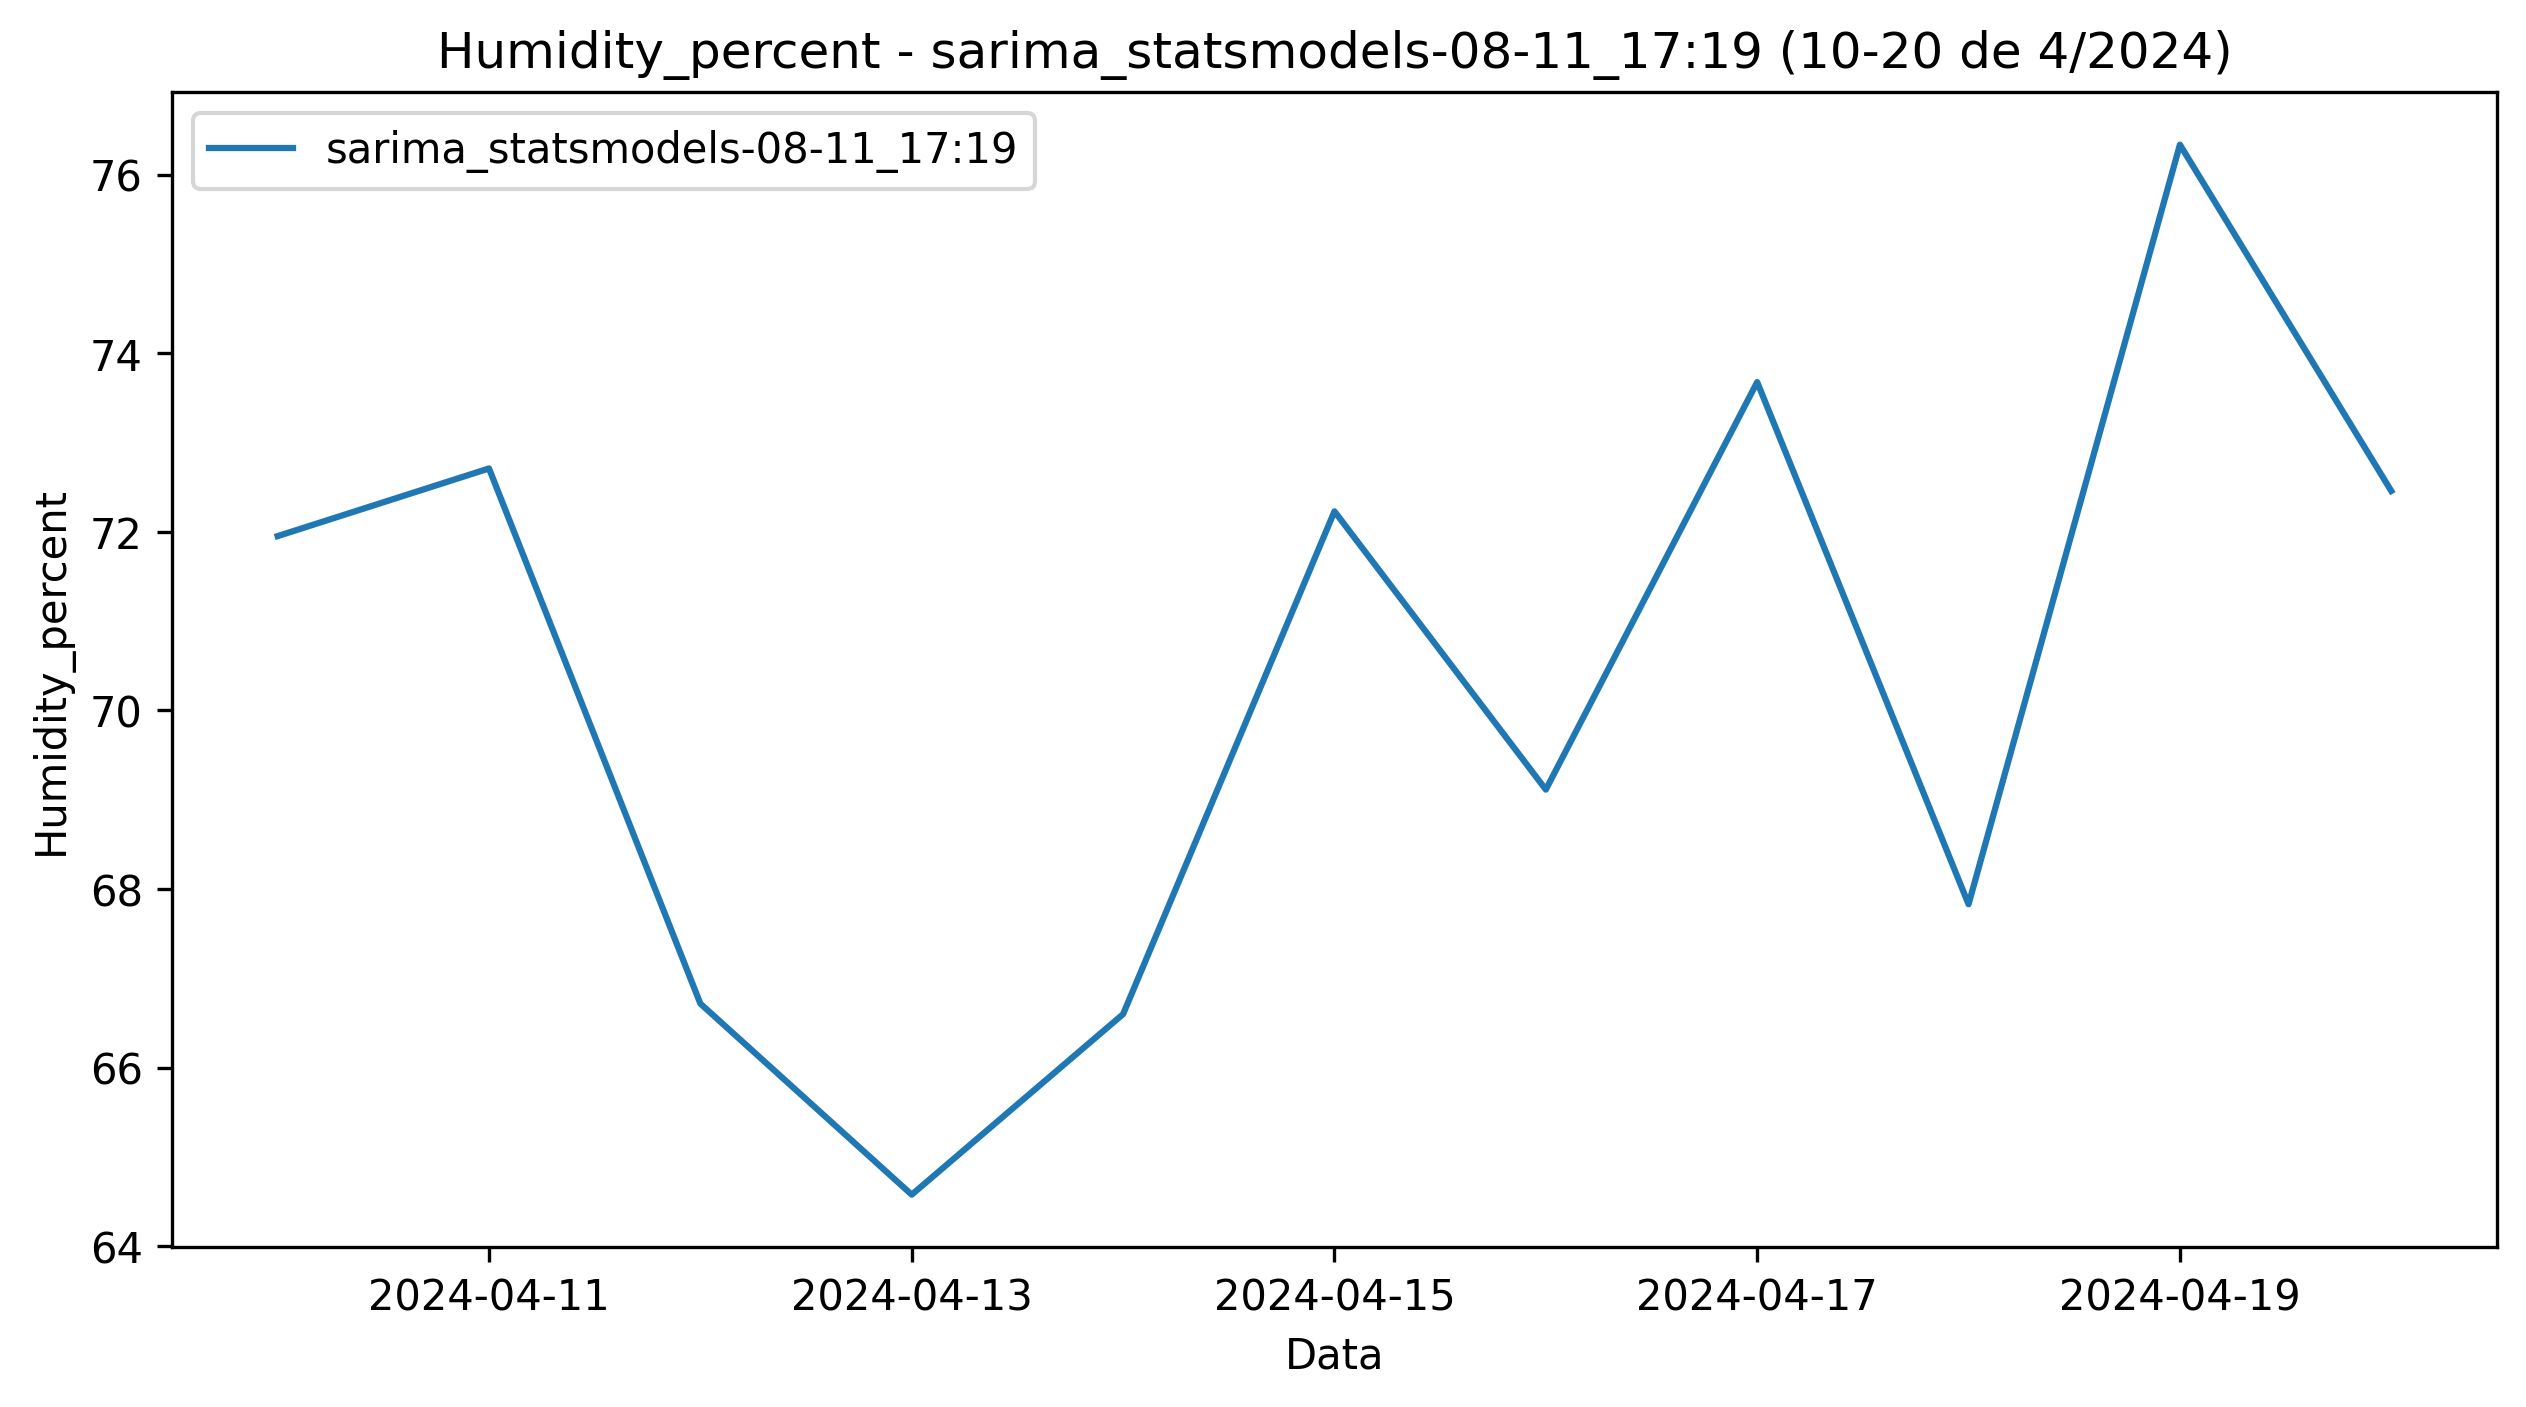 Humidity_percent - sarima_statsmodels-08-11_17:19 (10-20 de 4/2024)
sarima_statsmodels-08-11_17:19
76
74
72
70
68
66
64
Humidity_percent
2024-04-11 2024-04-13 2024-04-15 2024-04-17 2024-04-19
Data